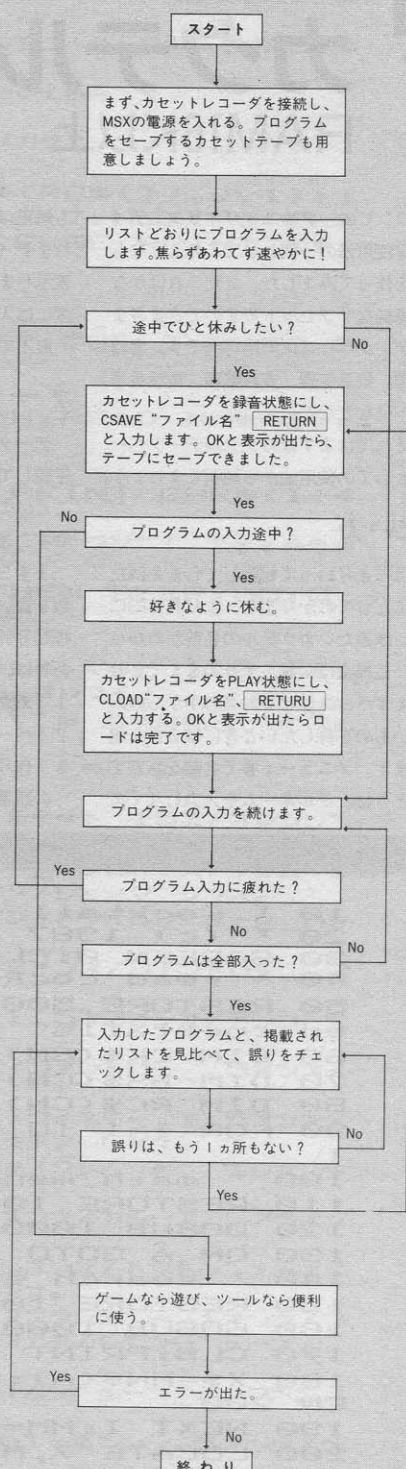 スタート
まず、カセットレコーダを接続し、
MSXの電源を入れる。プログラム
をセーブするカセットテープも用
意しましょう。
リストどおりにプログラムを入力
します。焦らずあわてず速やかに！
途中でひと休みしたい？
No
Yes
カセットレコーダを録音状態にし、
CSAVE “ファイル名” RETURN
と入力します。OKと表示が出たら、
テープにセーブできました。
Yes
No
プログラムの入力途中？
Yes
好きなように休む。
カセットレコーダをPLAY状態にし、
CLOAD“ファイル名”、RETURU
と入力する。OKと表示が出たらロ
ードは完了です。
プログラムの入力を続けます。
Yes
プログラム入力に疲れた？
No
プログラムは全部入った？
No
Yes
入力したプログラムと、掲載され
たリストを見比べて、誤りをチェ
ックします。
誤りは、もう1ヵ所もない？
No
Yes
ゲームなら遊び、ツールなら便利
に使う。
Yes
エラーが出た。
No
終わり